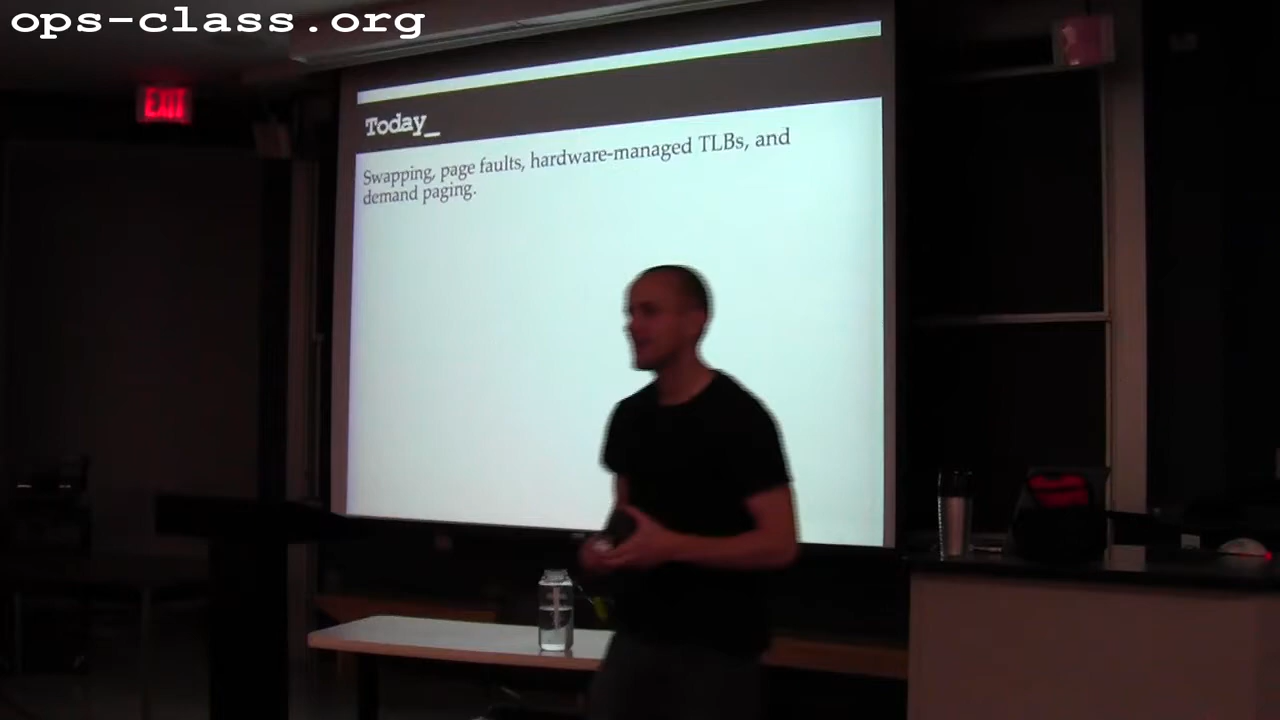 ops-class.org
EXIT
Today_
Swapping, page faults, hardware-managed TLBs, and
demand paging.